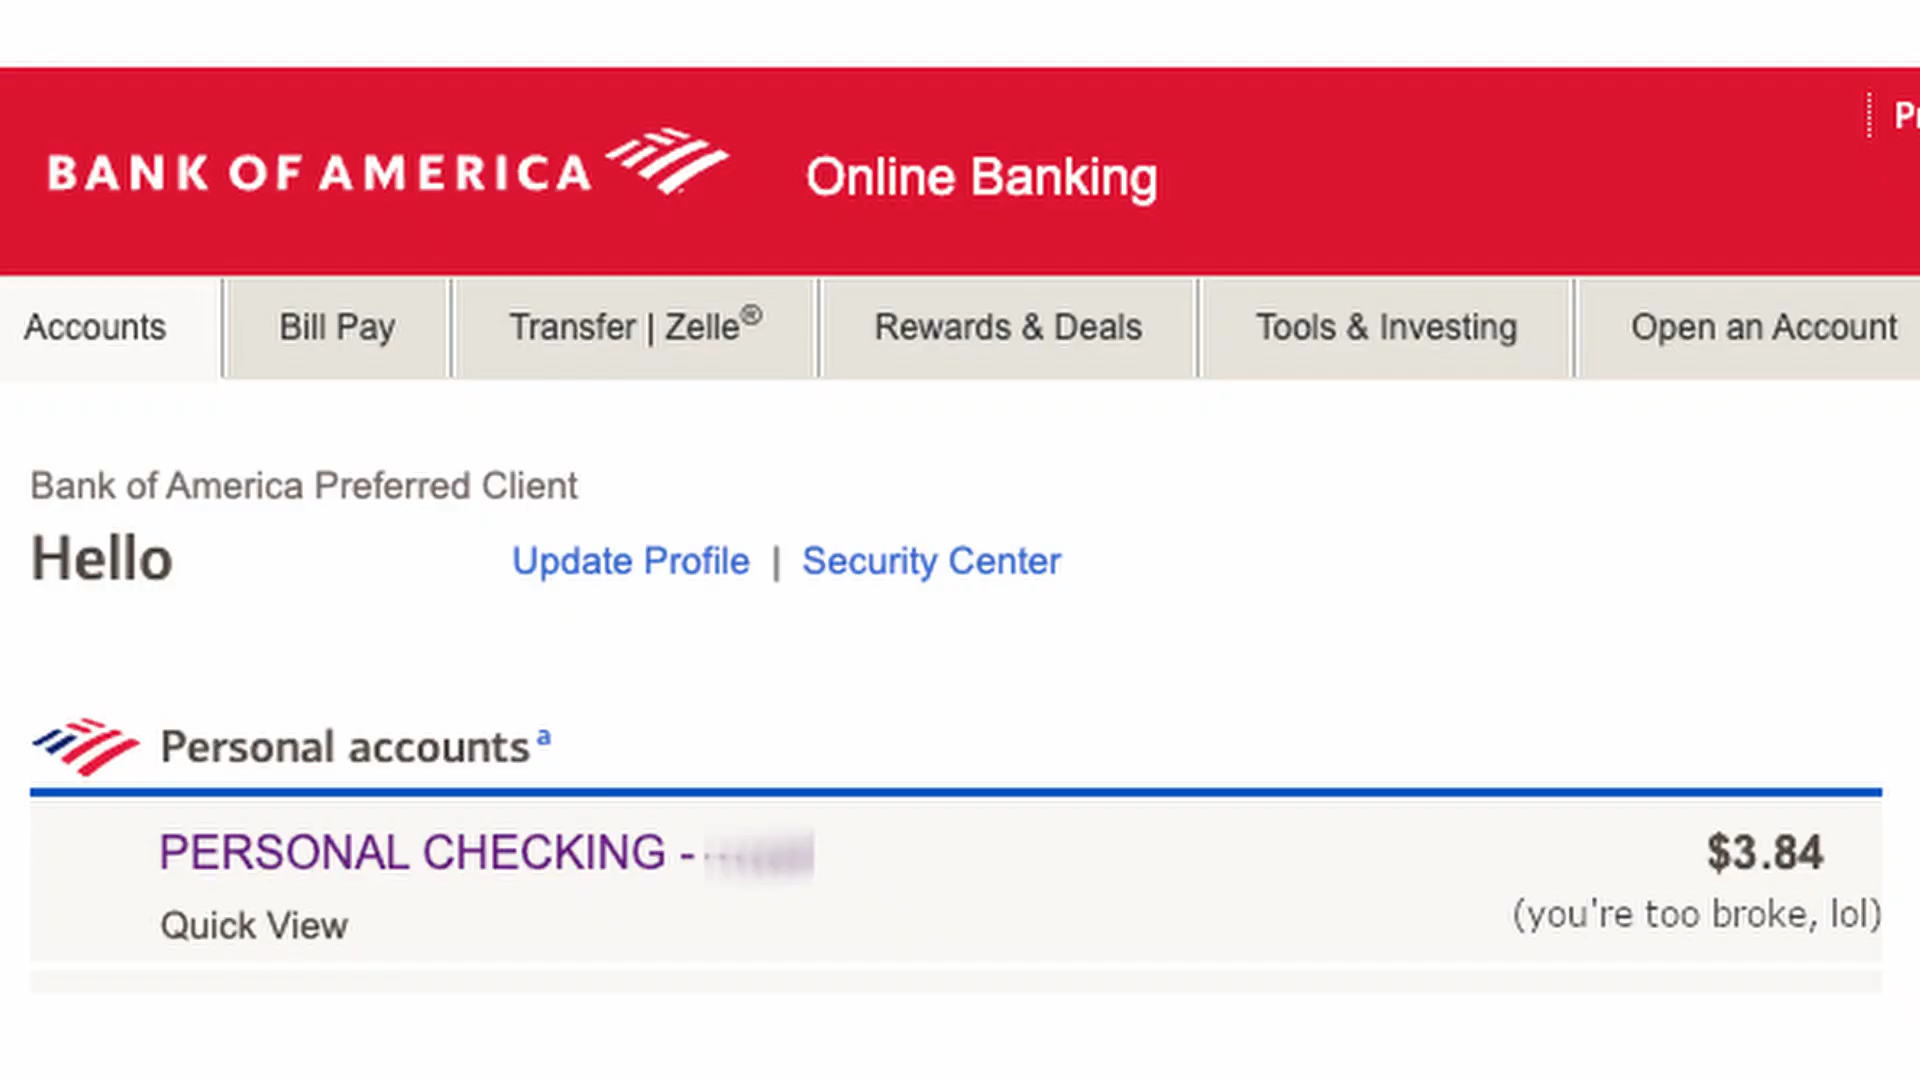 Pr
BANK OF AMERICA Online Banking
Accounts Bill Pay Transfer | Zelle® Rewards & Deals Tools & Investing Open an Account
Bank of America Preferred Client
Hello Update Profile | Security Center
Personal accounts a
PERSONAL CHECKING - $3.84
Quick View (you're too broke, lol)